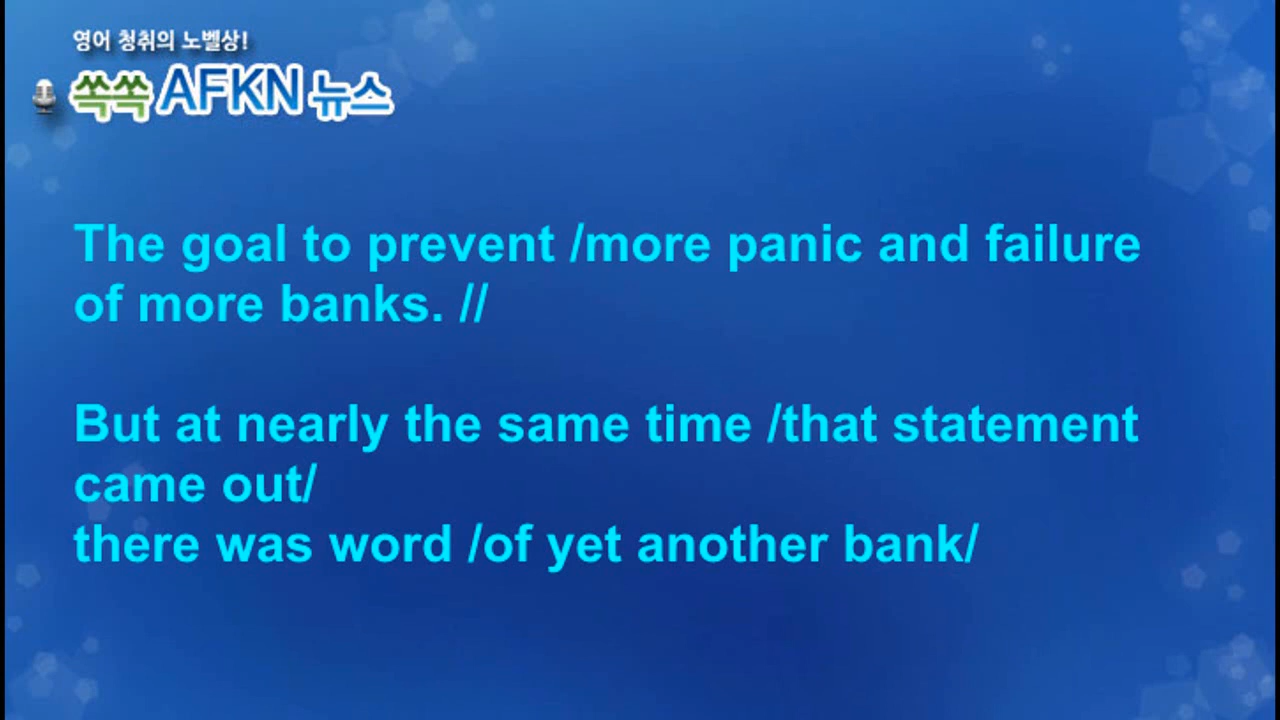 영어 청취의 노벨상!
쏙쏙 AFKN 뉴스
The goal to prevent /more panic and failure
of more banks. //
But at nearly the same time /that statement
came out/
there was word /of yet another bank/